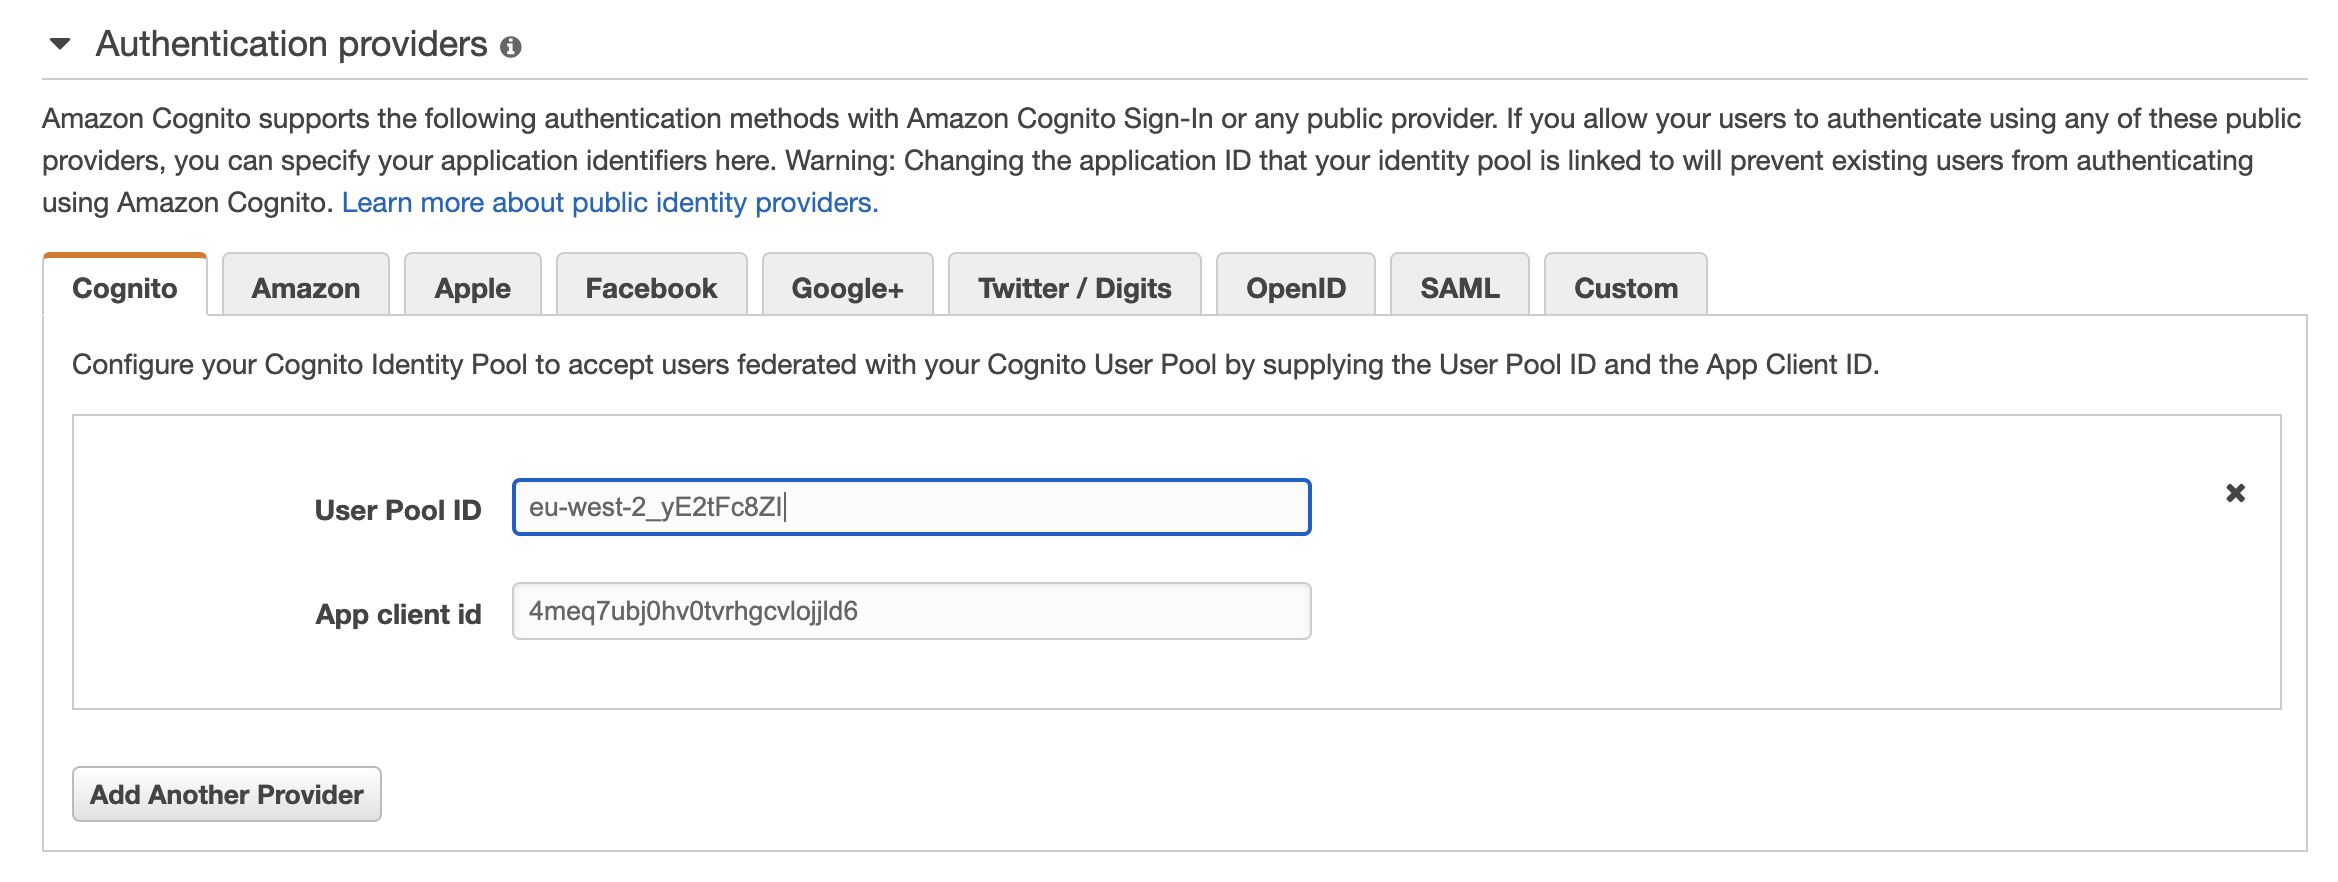 Authentication providers
Amazon Cognito supports the following authentication methods with Amazon Cognito Sign-In or any public provider. If you allow your users to authenticate using any of these public
providers, you can specify your application identifiers here. Warning: Changing the application ID that your identity pool is linked to will prevent existing users from authenticating
using Amazon Cognito. Learn more about public identity providers.
Cognito Amazon Apple Facebook Google+ Twitter / Digits OpenID SAML Custom
Configure your Cognito Identity Pool to accept users federated with your Cognito User Pool by supplying the User Pool ID and the App Client ID.
User Pool ID eu-west-2_yE2tFc8ZI
App client id 4meq7ubj0hv0tvrhgcvlojjld6
Add Another Provider